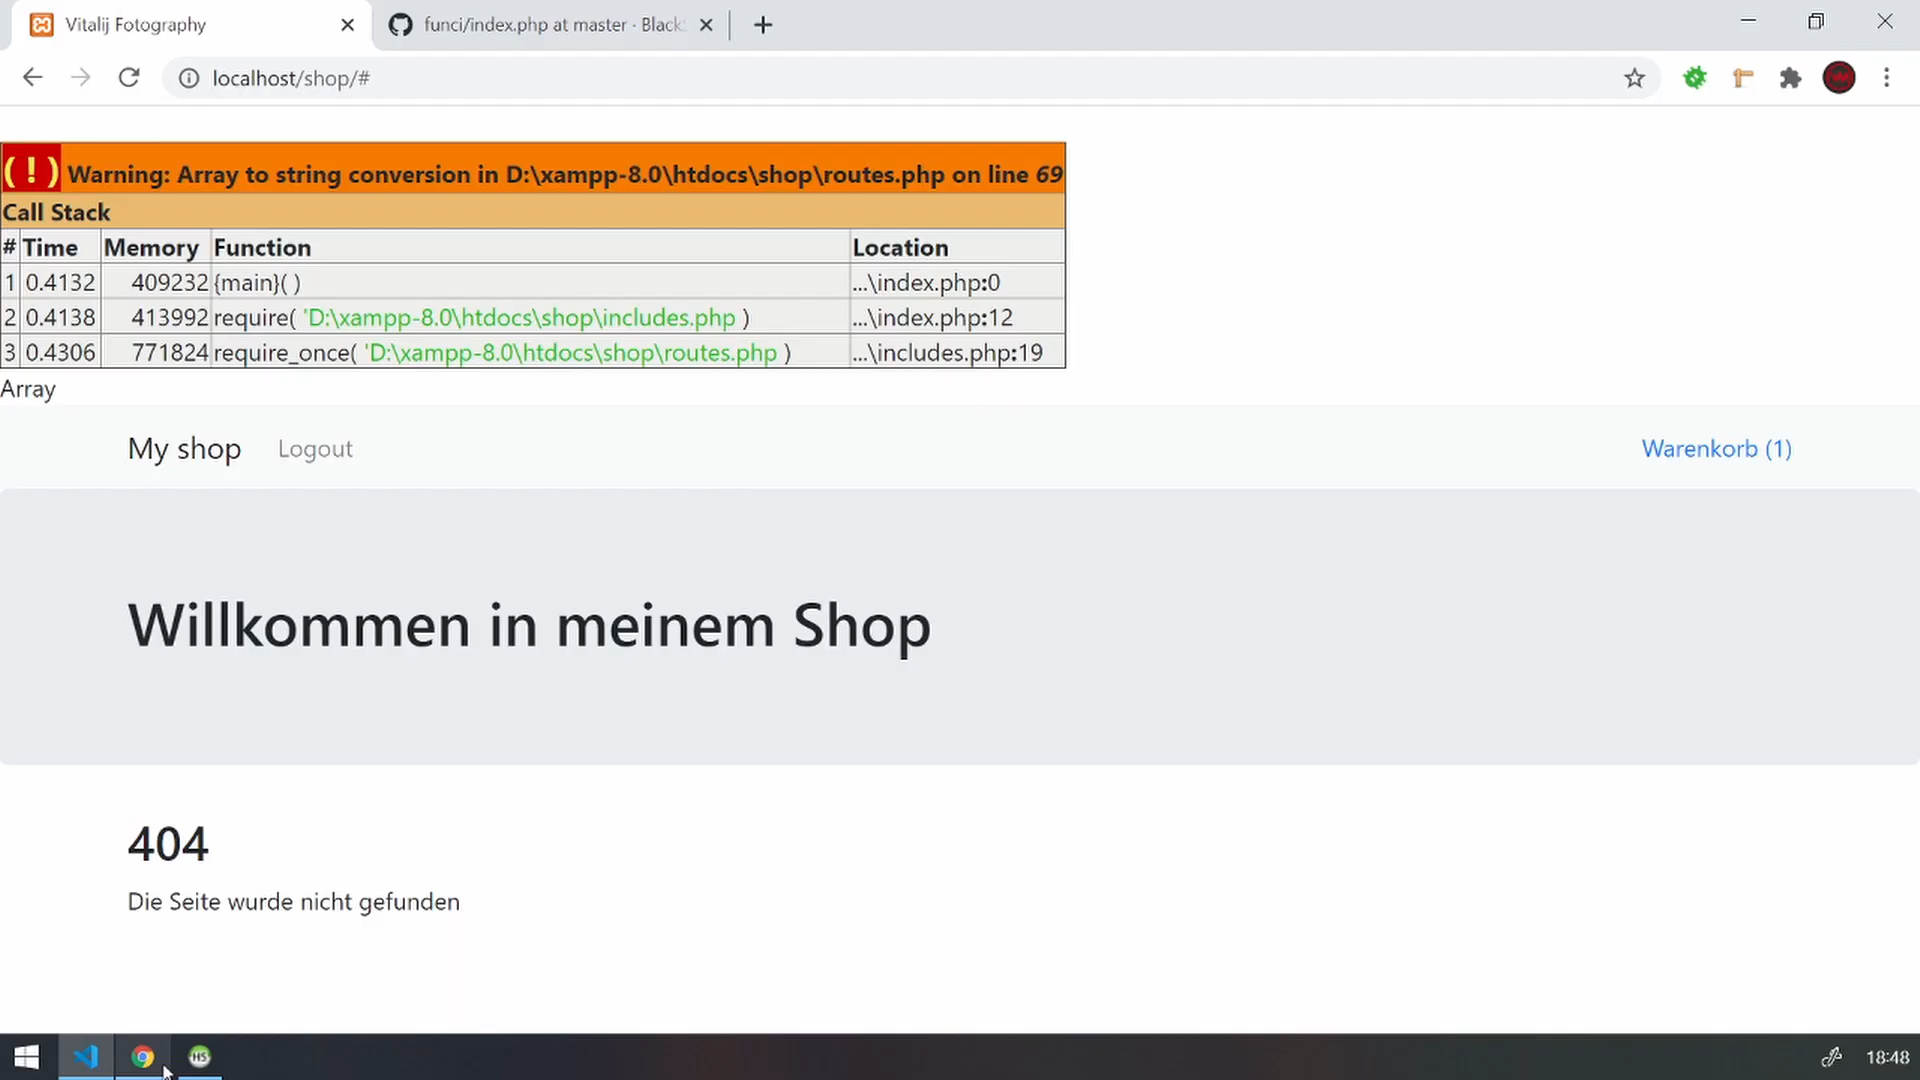 Vitalij Fotography
funci/index.php at master · Black
localhost/shop/#
( ! ) Warning: Array to string conversion in D:\xampp-8.0\htdocs\shop\routes.php on line 69
Call Stack
# Time Memory Function Location
1 0.4132 409232 {main}( ) ...\index.php:0
2 0.4138 413992 require( 'D:\xampp-8.0\htdocs\shop\includes.php ) ...\index.php:12
3 0.4306 771824 require_once( 'D:\xampp-8.0\htdocs\shop\routes.php ) ...\includes.php:19
Array
My shop Logout Warenkorb (1)
Willkommen in meinem Shop
404
Die Seite wurde nicht gefunden
HS
18:48